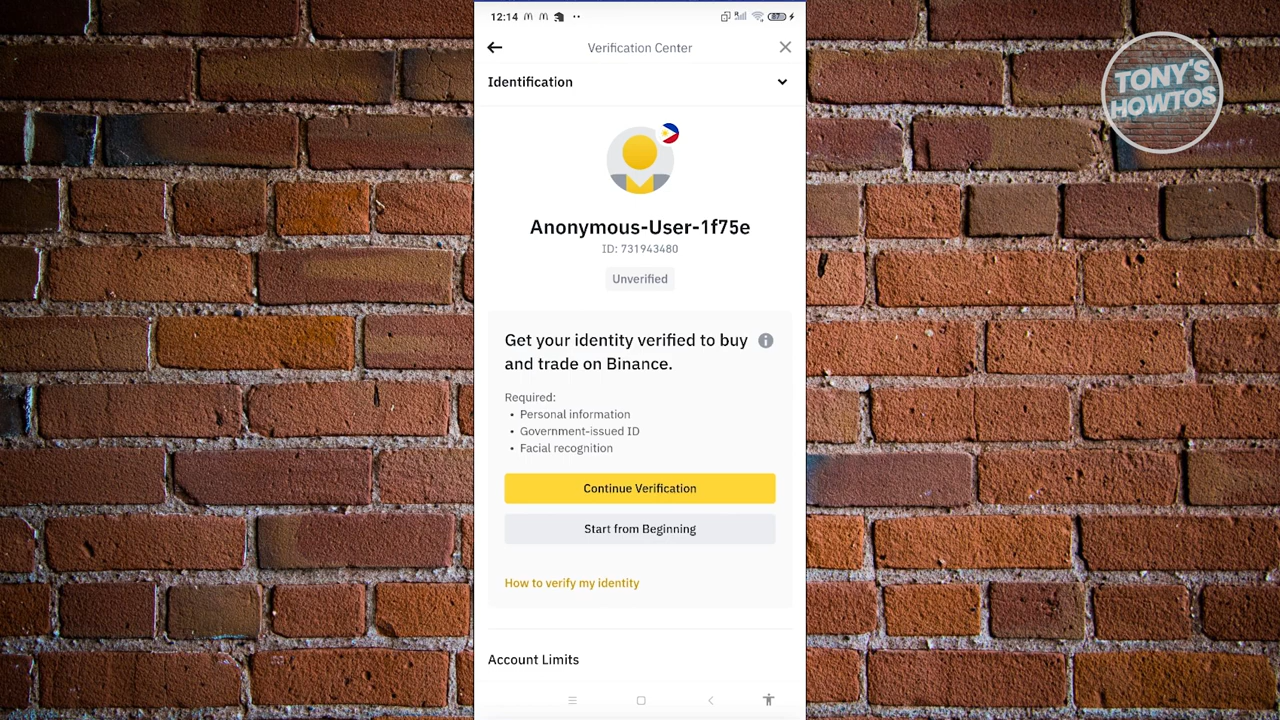 12:14
87
Verification Center
Identification
TONY'S
HOWTOS
Anonymous-User-1f75e
ID: 731943480
Unverified
Get your identity verified to buy
and trade on Binance.
Required:
• Personal information
• Government-issued ID
• Facial recognition
Continue Verification
Start from Beginning
How to verify my identity
Account Limits